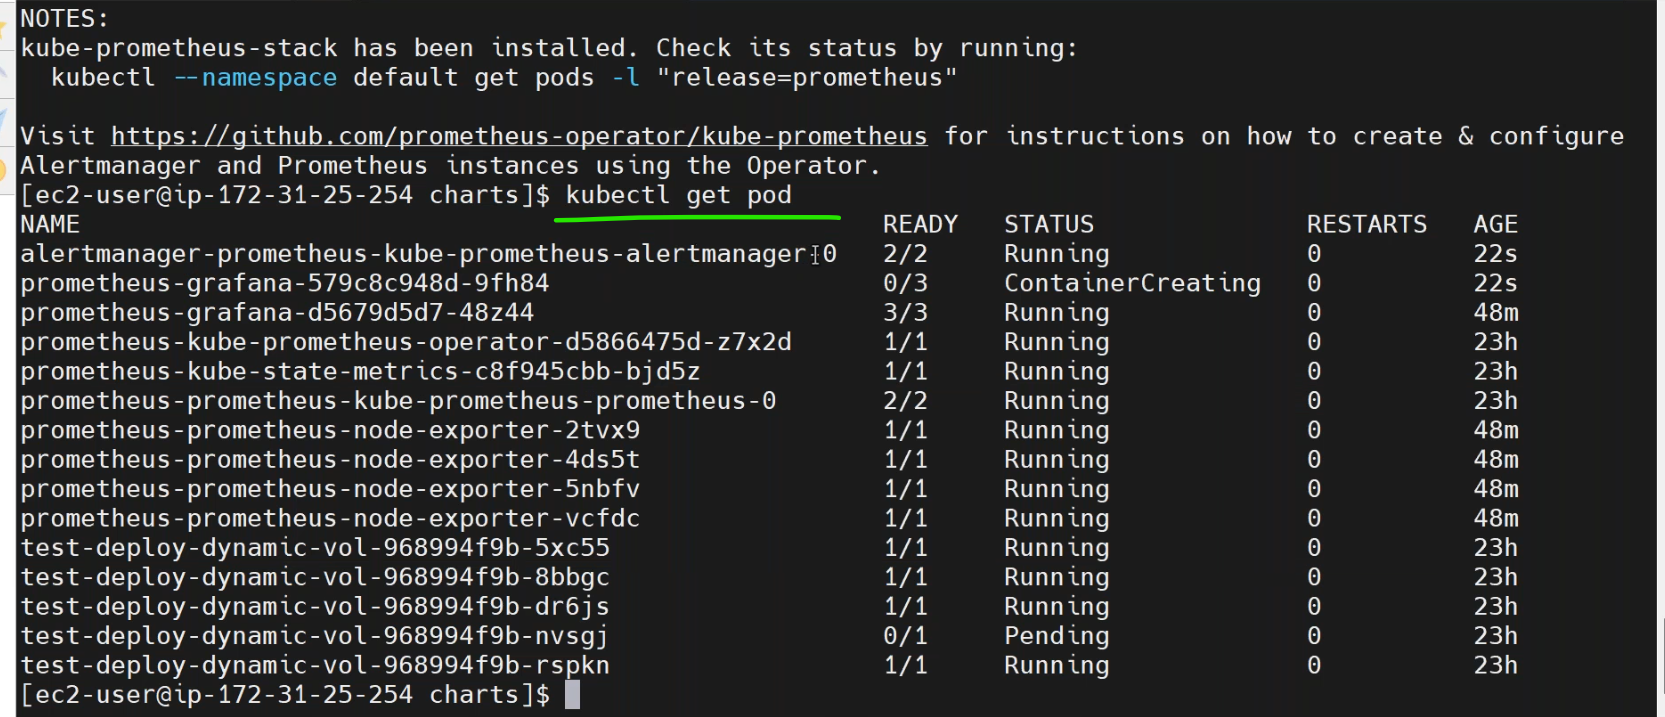 NOTES:
kube-prometheus-stack has been installed. Check its status by running:
  kubectl --namespace default get pods -l "release=prometheus"
Visit https://github.com/prometheus-operator/kube-prometheus for instructions on how to create & configure
Alertmanager and Prometheus instances using the Operator.
[ec2-user@ip-172-31-25-254 charts]$ kubectl get pod
NAME READY STATUS RESTARTS AGE
alertmanager-prometheus-kube-prometheus-alertmanager-0 2/2 Running 0 22s
prometheus-grafana-579c8c948d-9fh84 0/3 ContainerCreating 0 22s
prometheus-grafana-d5679d5d7-48z44 3/3 Running 0 48m
prometheus-kube-prometheus-operator-d5866475d-z7x2d 1/1 Running 0 23h
prometheus-kube-state-metrics-c8f945cbb-bjd5z 1/1 Running 0 23h
prometheus-prometheus-kube-prometheus-prometheus-0 2/2 Running 0 23h
prometheus-prometheus-node-exporter-2tvx9 1/1 Running 0 48m
prometheus-prometheus-node-exporter-4ds5t 1/1 Running 0 48m
prometheus-prometheus-node-exporter-5nbfv 1/1 Running 0 48m
prometheus-prometheus-node-exporter-vcfdc 1/1 Running 0 48m
test-deploy-dynamic-vol-968994f9b-5xc55 1/1 Running 0 23h
test-deploy-dynamic-vol-968994f9b-8bbgc 1/1 Running 0 23h
test-deploy-dynamic-vol-968994f9b-dr6js 1/1 Running 0 23h
test-deploy-dynamic-vol-968994f9b-nvsgj 0/1 Pending 0 23h
test-deploy-dynamic-vol-968994f9b-rspkn 1/1 Running 0 23h
[ec2-user@ip-172-31-25-254 charts]$